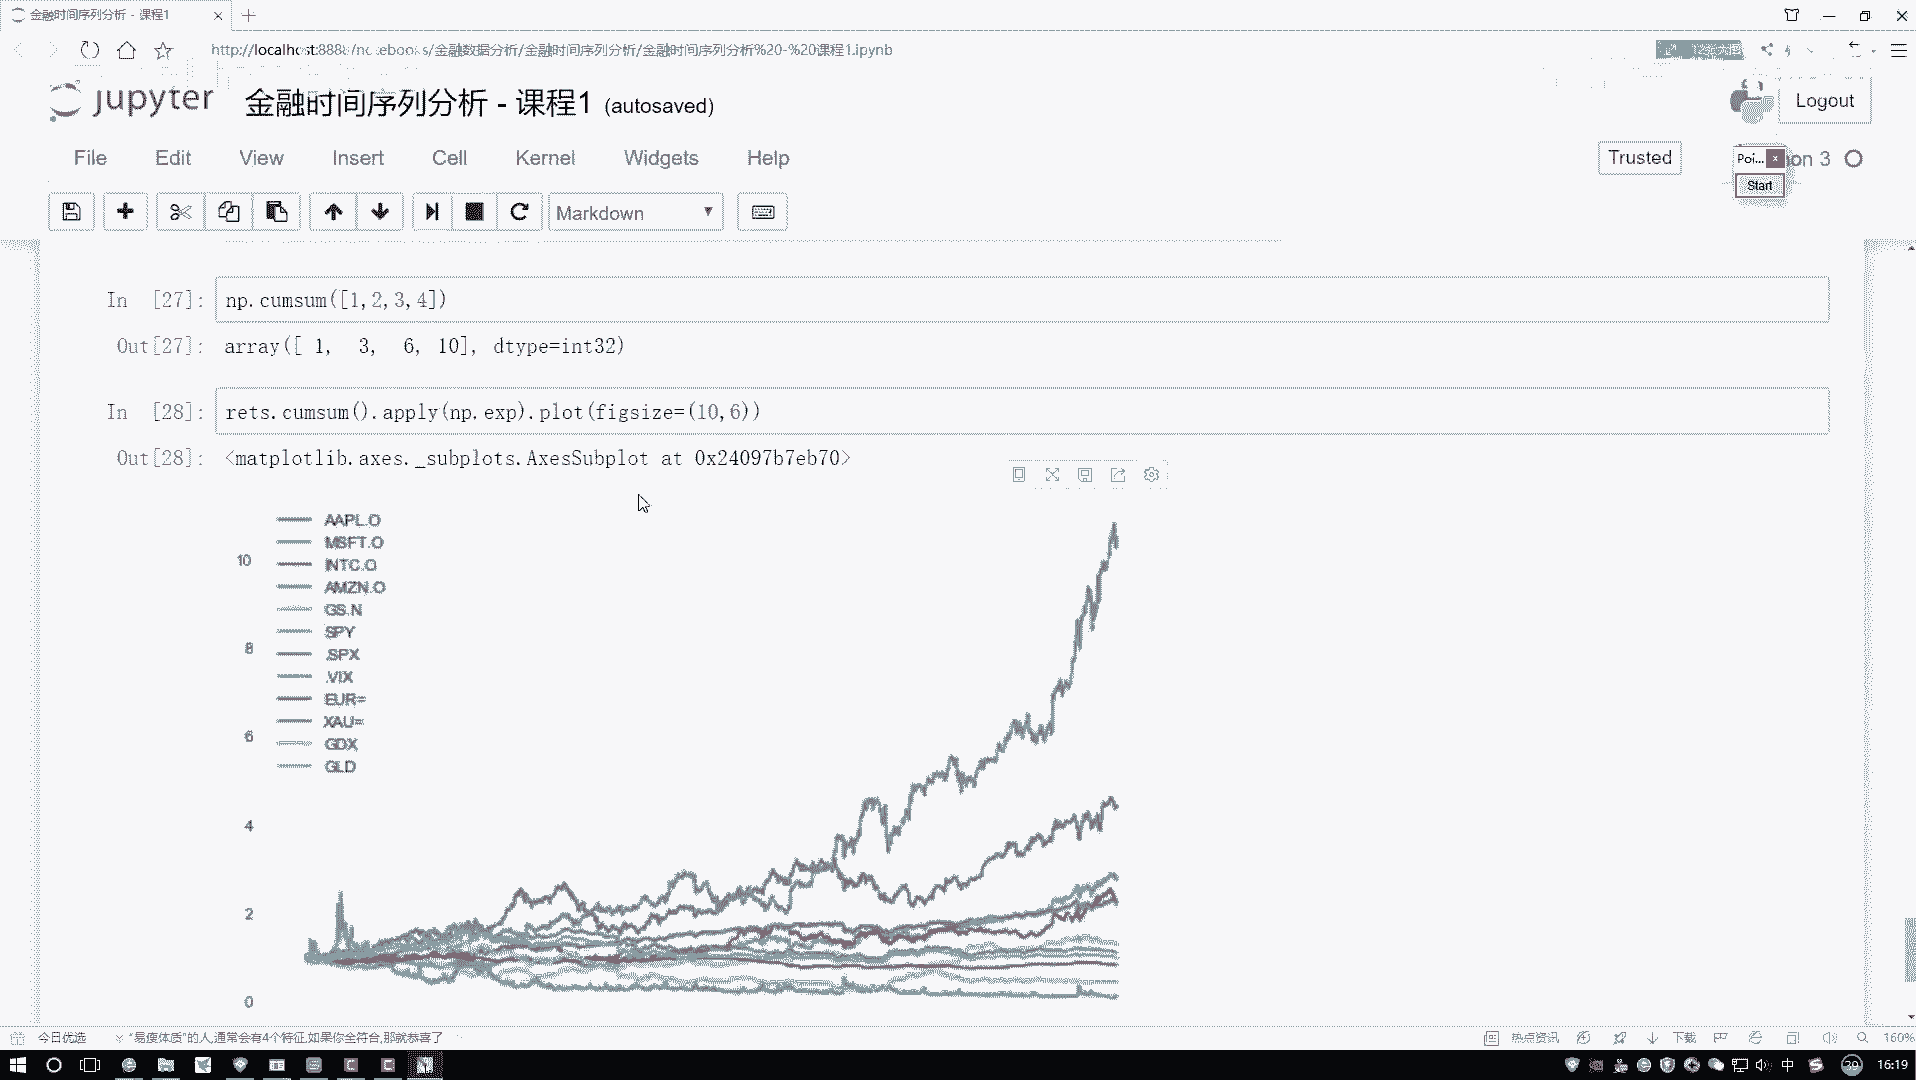 金融时间序列分析 - 课程1
http://localhost:888 /notebooks/金融数据分析/金融时间序列分析/金融时间序列分析%20-%20课程1.ipynb
jupyter 金融时间序列分析 - 课程1 (autosaved)
Logout
File Edit View Insert Cell Kernel Widgets Help
Trusted
Poi... on 3
Start
Markdown
In [27]: np.cumsum([1,2,3,4])
Out[27]: array([ 1, 3, 6, 10], dtype=int32)
In [28]: rets.cumsum().apply(np.exp).plot(figsize=(10,6))
Out[28]: <matplotlib.axes._subplots.AxesSubplot at 0x24097b7eb70>
AAPL.O
MSFT.O
INTC.O
AMZN.O
GS.N
SPY
.SPX
.VIX
EUR=
XAU=
GDX
GLD
10
8
6
4
2
0
今日优选 "易瘦体质"的人,通常会有4个特征,如果你全符合,那就恭喜了
热点资讯 下载 160%
中 39 16:19